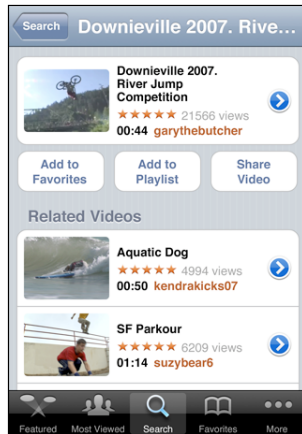 Search
Downieville 2007. Rive...
Downieville 2007.
River Jump
Competition
21566 views
00:44 garythebutcher
Add to
Favorites
Add to
Playlist
Share
Video
Related Videos
Aquatic Dog
4994 views
00:50 kendrakicks07
SF Parkour
6209 views
01:14 suzybear6
Featured
Most Viewed
Search
Favorites
More